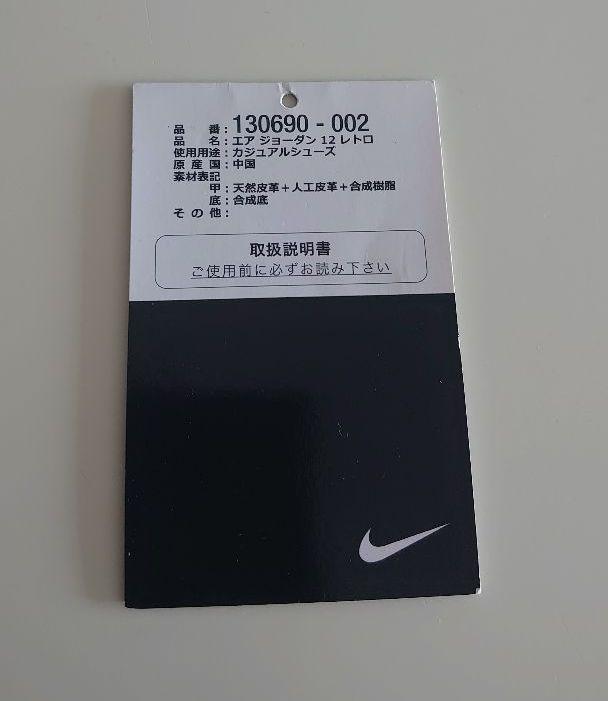 品 番：130690 - 002
品 名：エア ジョーダン 12 レトロ
使用用途：カジュアルシューズ
原 産 国：中国
素材表記
甲：天然皮革＋人工皮革＋合成樹脂
底：合成底
そ の 他：
取扱説明書
ご使用前に必ずお読み下さい